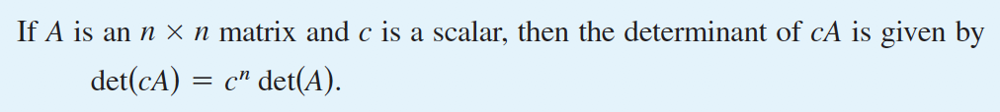 If A is an n × n matrix and c is a scalar, then the determinant of cA is given by
det(cA) = cⁿ det(A).